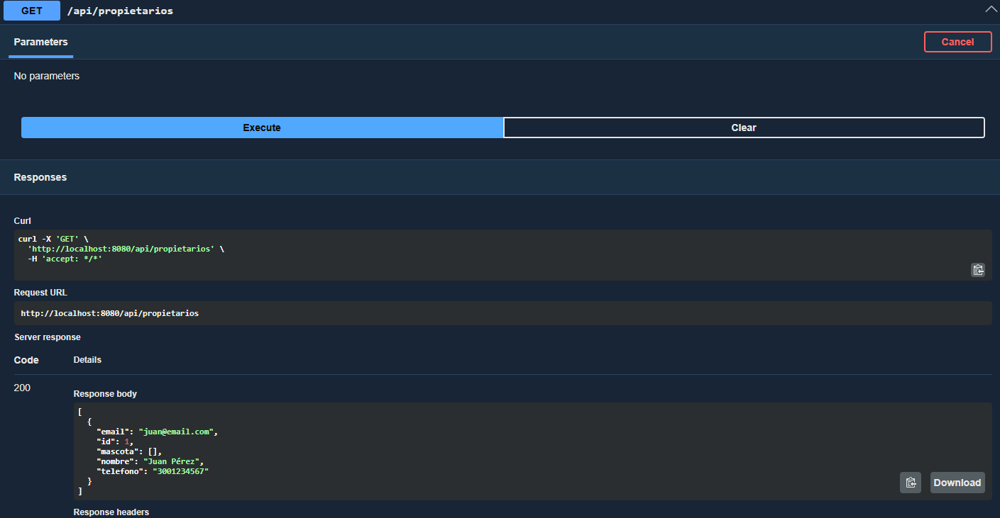 GET /api/propietarios
Parameters
Cancel
No parameters
Execute
Clear
Responses
Curl
curl -X 'GET' \
  'http://localhost:8080/api/propietarios' \
  -H 'accept: */*'
Request URL
http://localhost:8080/api/propietarios
Server response
Code Details
200
Response body
[
  {
    "email": "juan@email.com",
    "id": 1,
    "mascota": [],
    "nombre": "Juan Pérez",
    "telefono": "3001234567"
  }
]
Download
Response headers